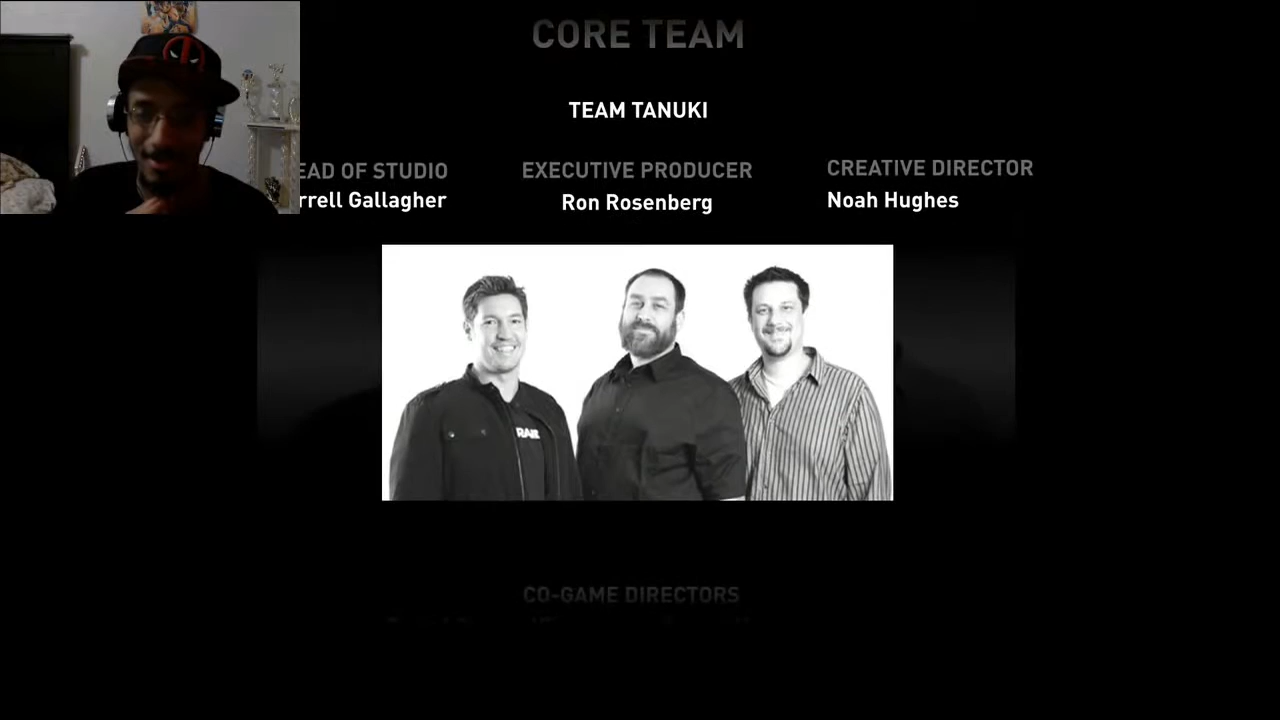 CORE TEAM
TEAM TANUKI
EAD OF STUDIO
EXECUTIVE PRODUCER
CREATIVE DIRECTOR
rrell Gallagher
Ron Rosenberg
Noah Hughes
CO-GAME DIRECTORS